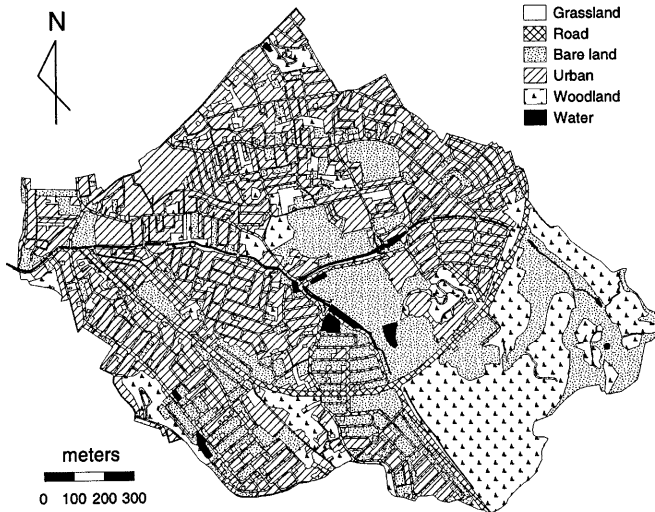 N
Grassland
Road
Bare land
Urban
Woodland
Water
meters
0 100 200 300